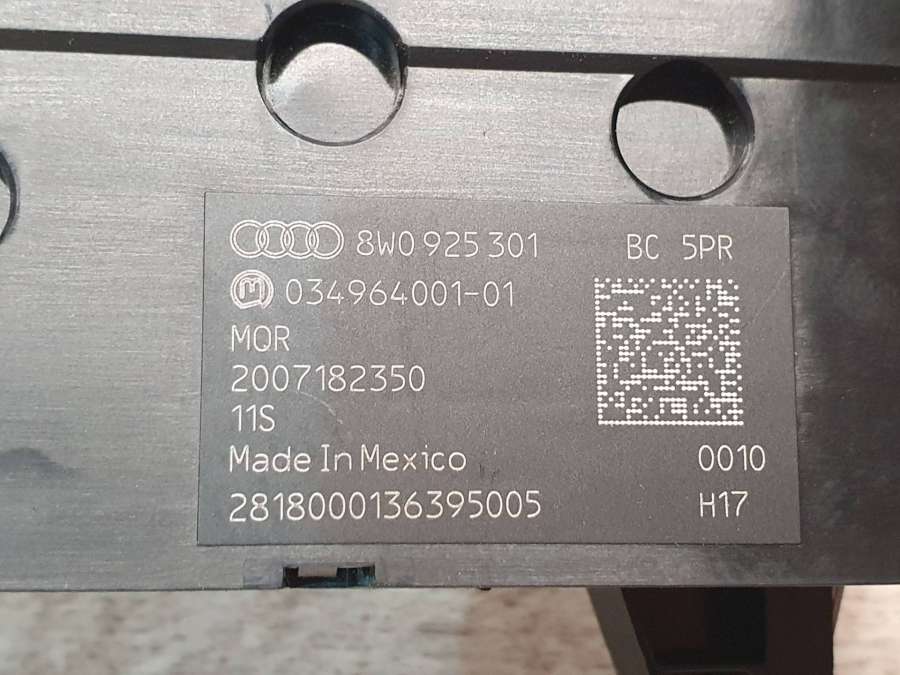 8W0 925 301 BC 5PR
m 034964001-01
MQR
2007182350
11S
Made In Mexico 0010
2818000136395005 H17